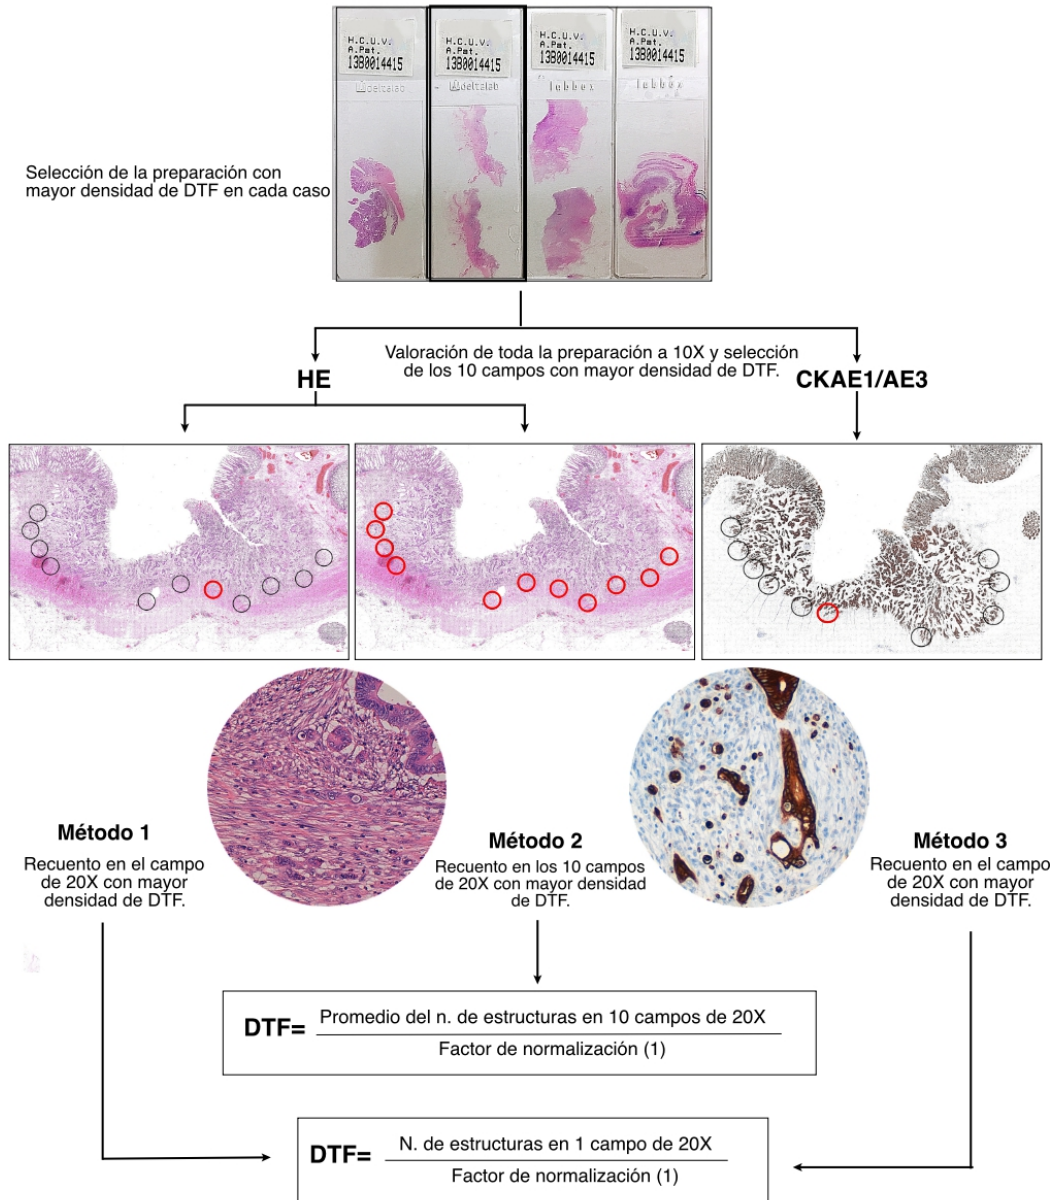 H.C.U.V.
A.Pat.
13B0014415
deltalab
H.C.U.V.
A.Pat.
13B0014415
deltalab
H.C.U.V.
A.Pat.
13B0014415
labbox
H.C.U.V.
A.Pat.
13B0014415
labbox
Selección de la preparación con
mayor densidad de DTF en cada caso
Valoración de toda la preparación a 10X y selección
de los 10 campos con mayor densidad de DTF.
HE
CKAE1/AE3
Método 1
Recuento en el campo
de 20X con mayor
densidad de DTF.
Método 2
Recuento en los 10 campos
de 20X con mayor densidad
de DTF.
Método 3
Recuento en el campo
de 20X con mayor
densidad de DTF.
DTF= Promedio del n. de estructuras en 10 campos de 20X
Factor de normalización (1)
DTF= N. de estructuras en 1 campo de 20X
Factor de normalización (1)